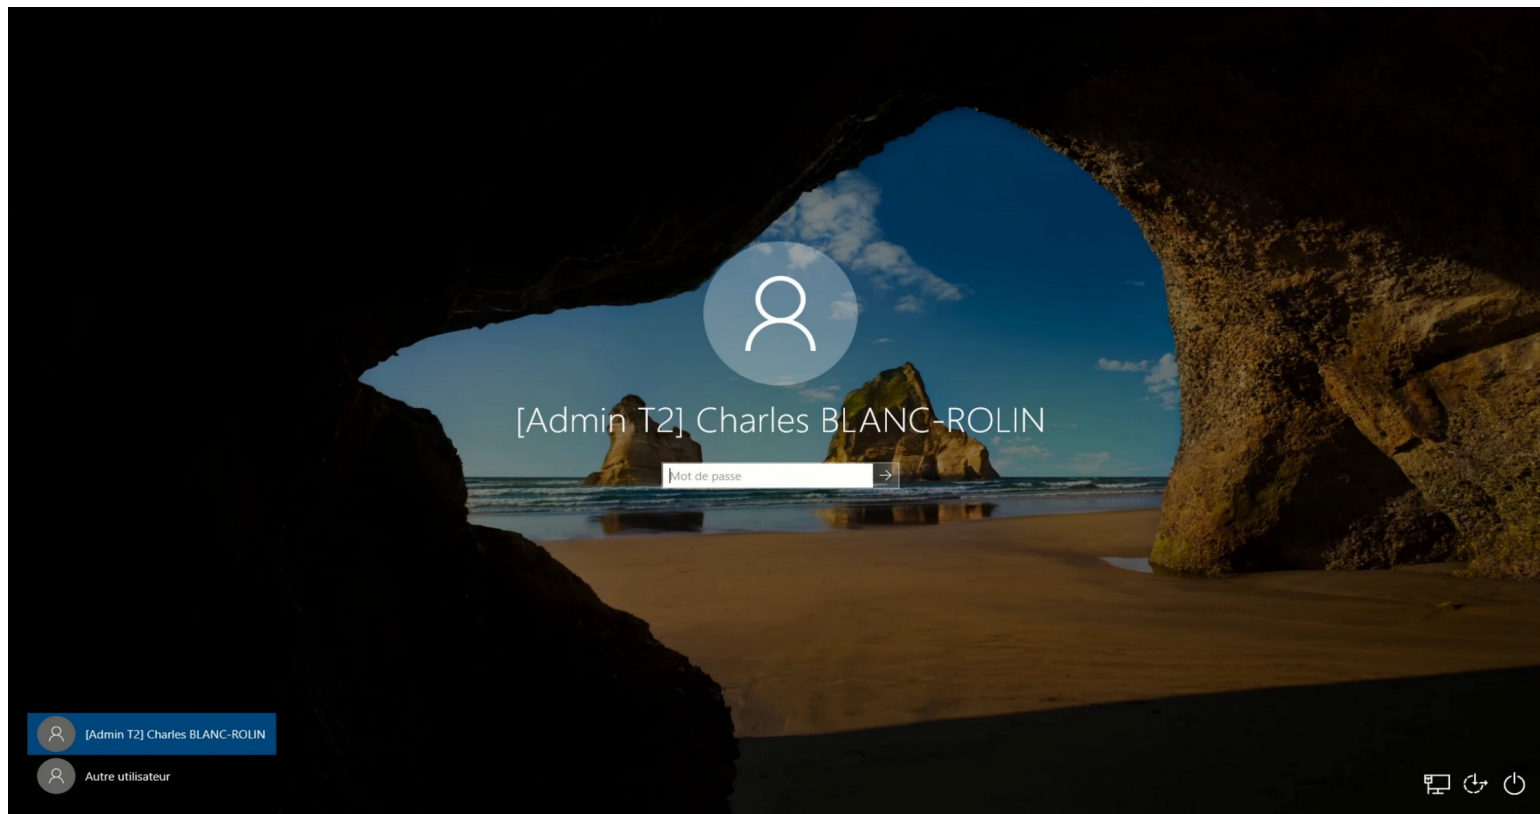 [Admin T2] Charles BLANC-ROLIN
Mot de passe
[Admin T2] Charles BLANC-ROLIN
Autre utilisateur